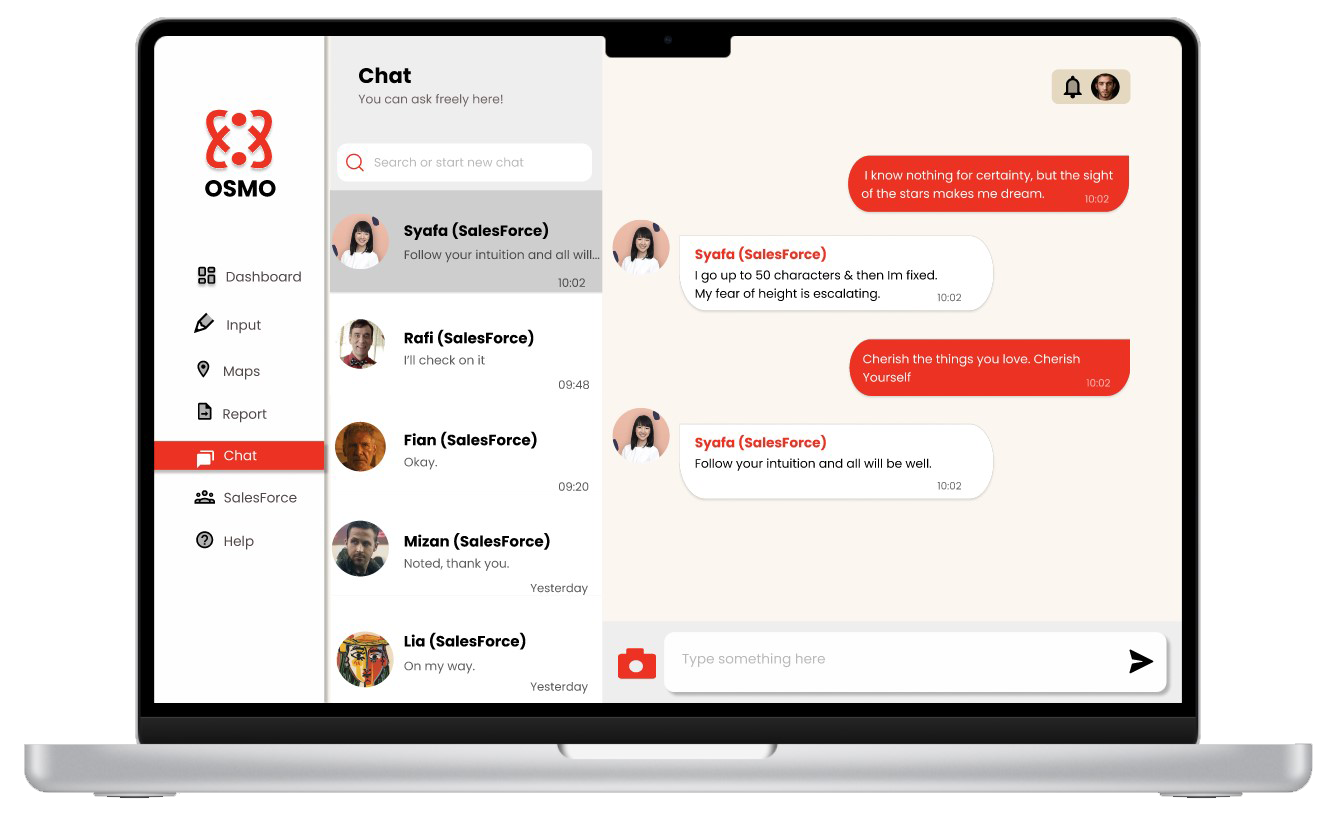 OSMO
Dashboard
Input
Maps
Report
Chat
SalesForce
Help
Chat
You can ask freely here!
Search or start new chat
Syafa (SalesForce)
Follow your intuition and all will...
10:02
Rafi (SalesForce)
I'll check on it
09:48
Fian (SalesForce)
Okay.
09:20
Mizan (SalesForce)
Noted, thank you.
Yesterday
Lia (SalesForce)
On my way.
Yesterday
I know nothing for certainty, but the sight
of the stars makes me dream.
10:02
Syafa (SalesForce)
I go up to 50 characters & then Im fixed.
My fear of height is escalating.
10:02
Cherish the things you love. Cherish
Yourself
10:02
Syafa (SalesForce)
Follow your intuition and all will be well.
10:02
Type something here